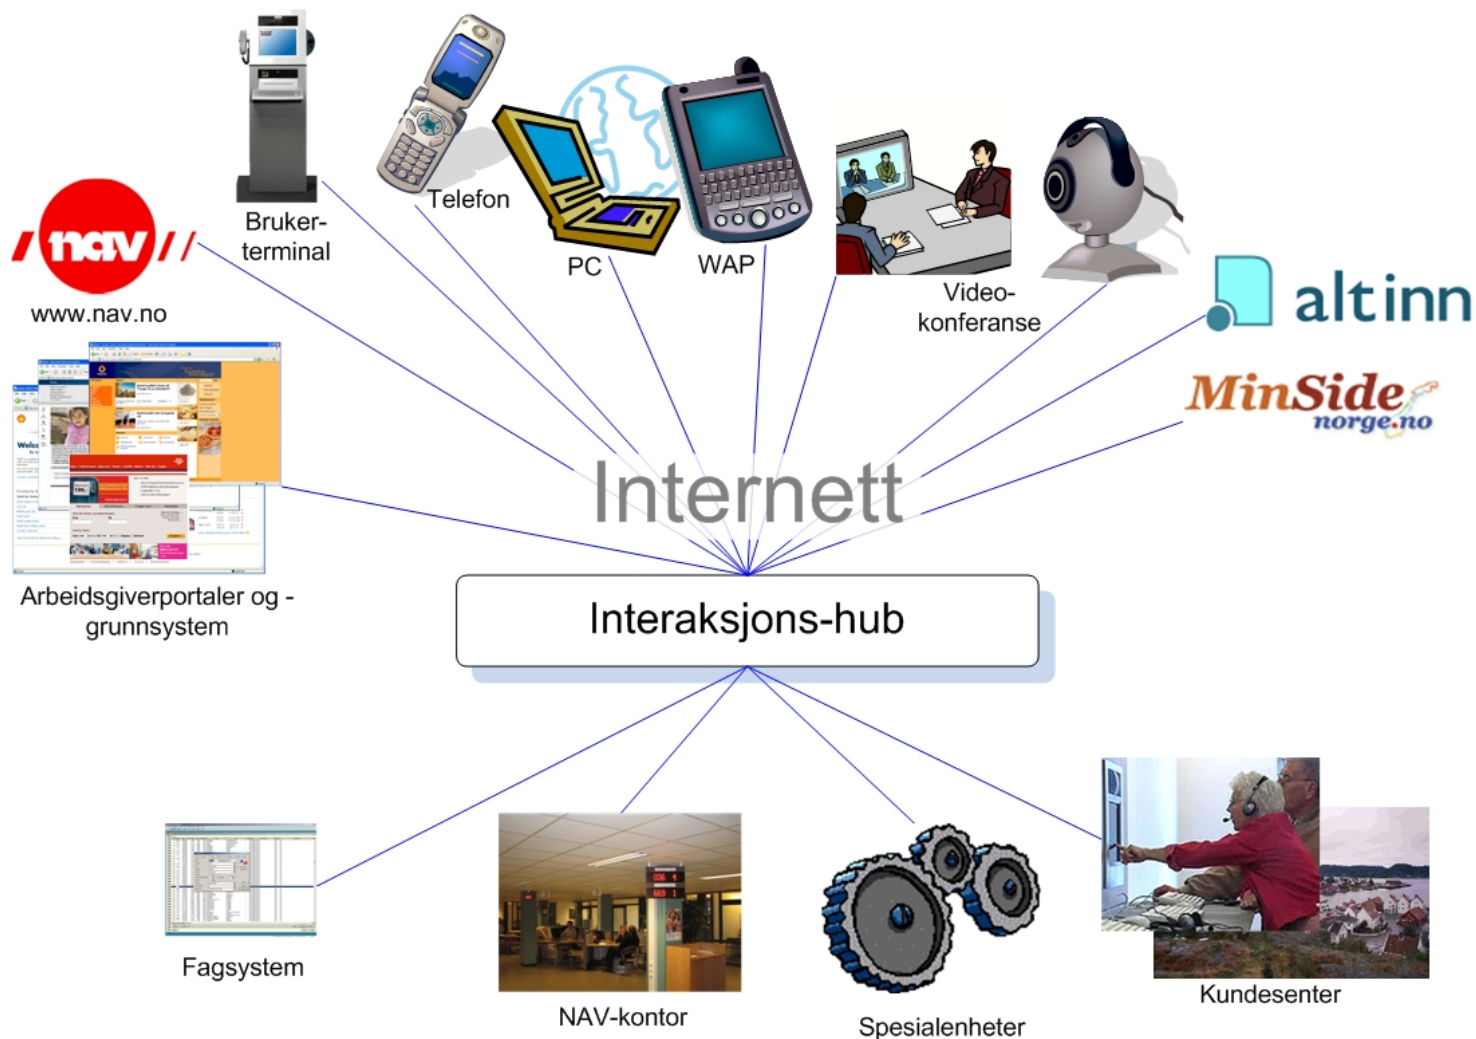 Bruker-
terminal
Telefon
PC
WAP
Video-
konferanse
nav
www.nav.no
altinn
MinSide
norge.no
Arbeidsgiverportaler og -
grunnsystem
Internett
Interaksjons-hub
Fagsystem
NAV-kontor
Spesialenheter
Kundesenter